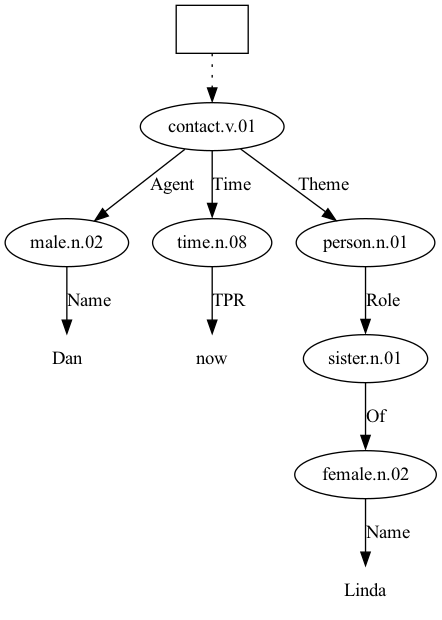 contact.v.01
Agent Time Theme
male.n.02 time.n.08 person.n.01
Name TPR Role
Dan now sister.n.01
Of
female.n.02
Name
Linda